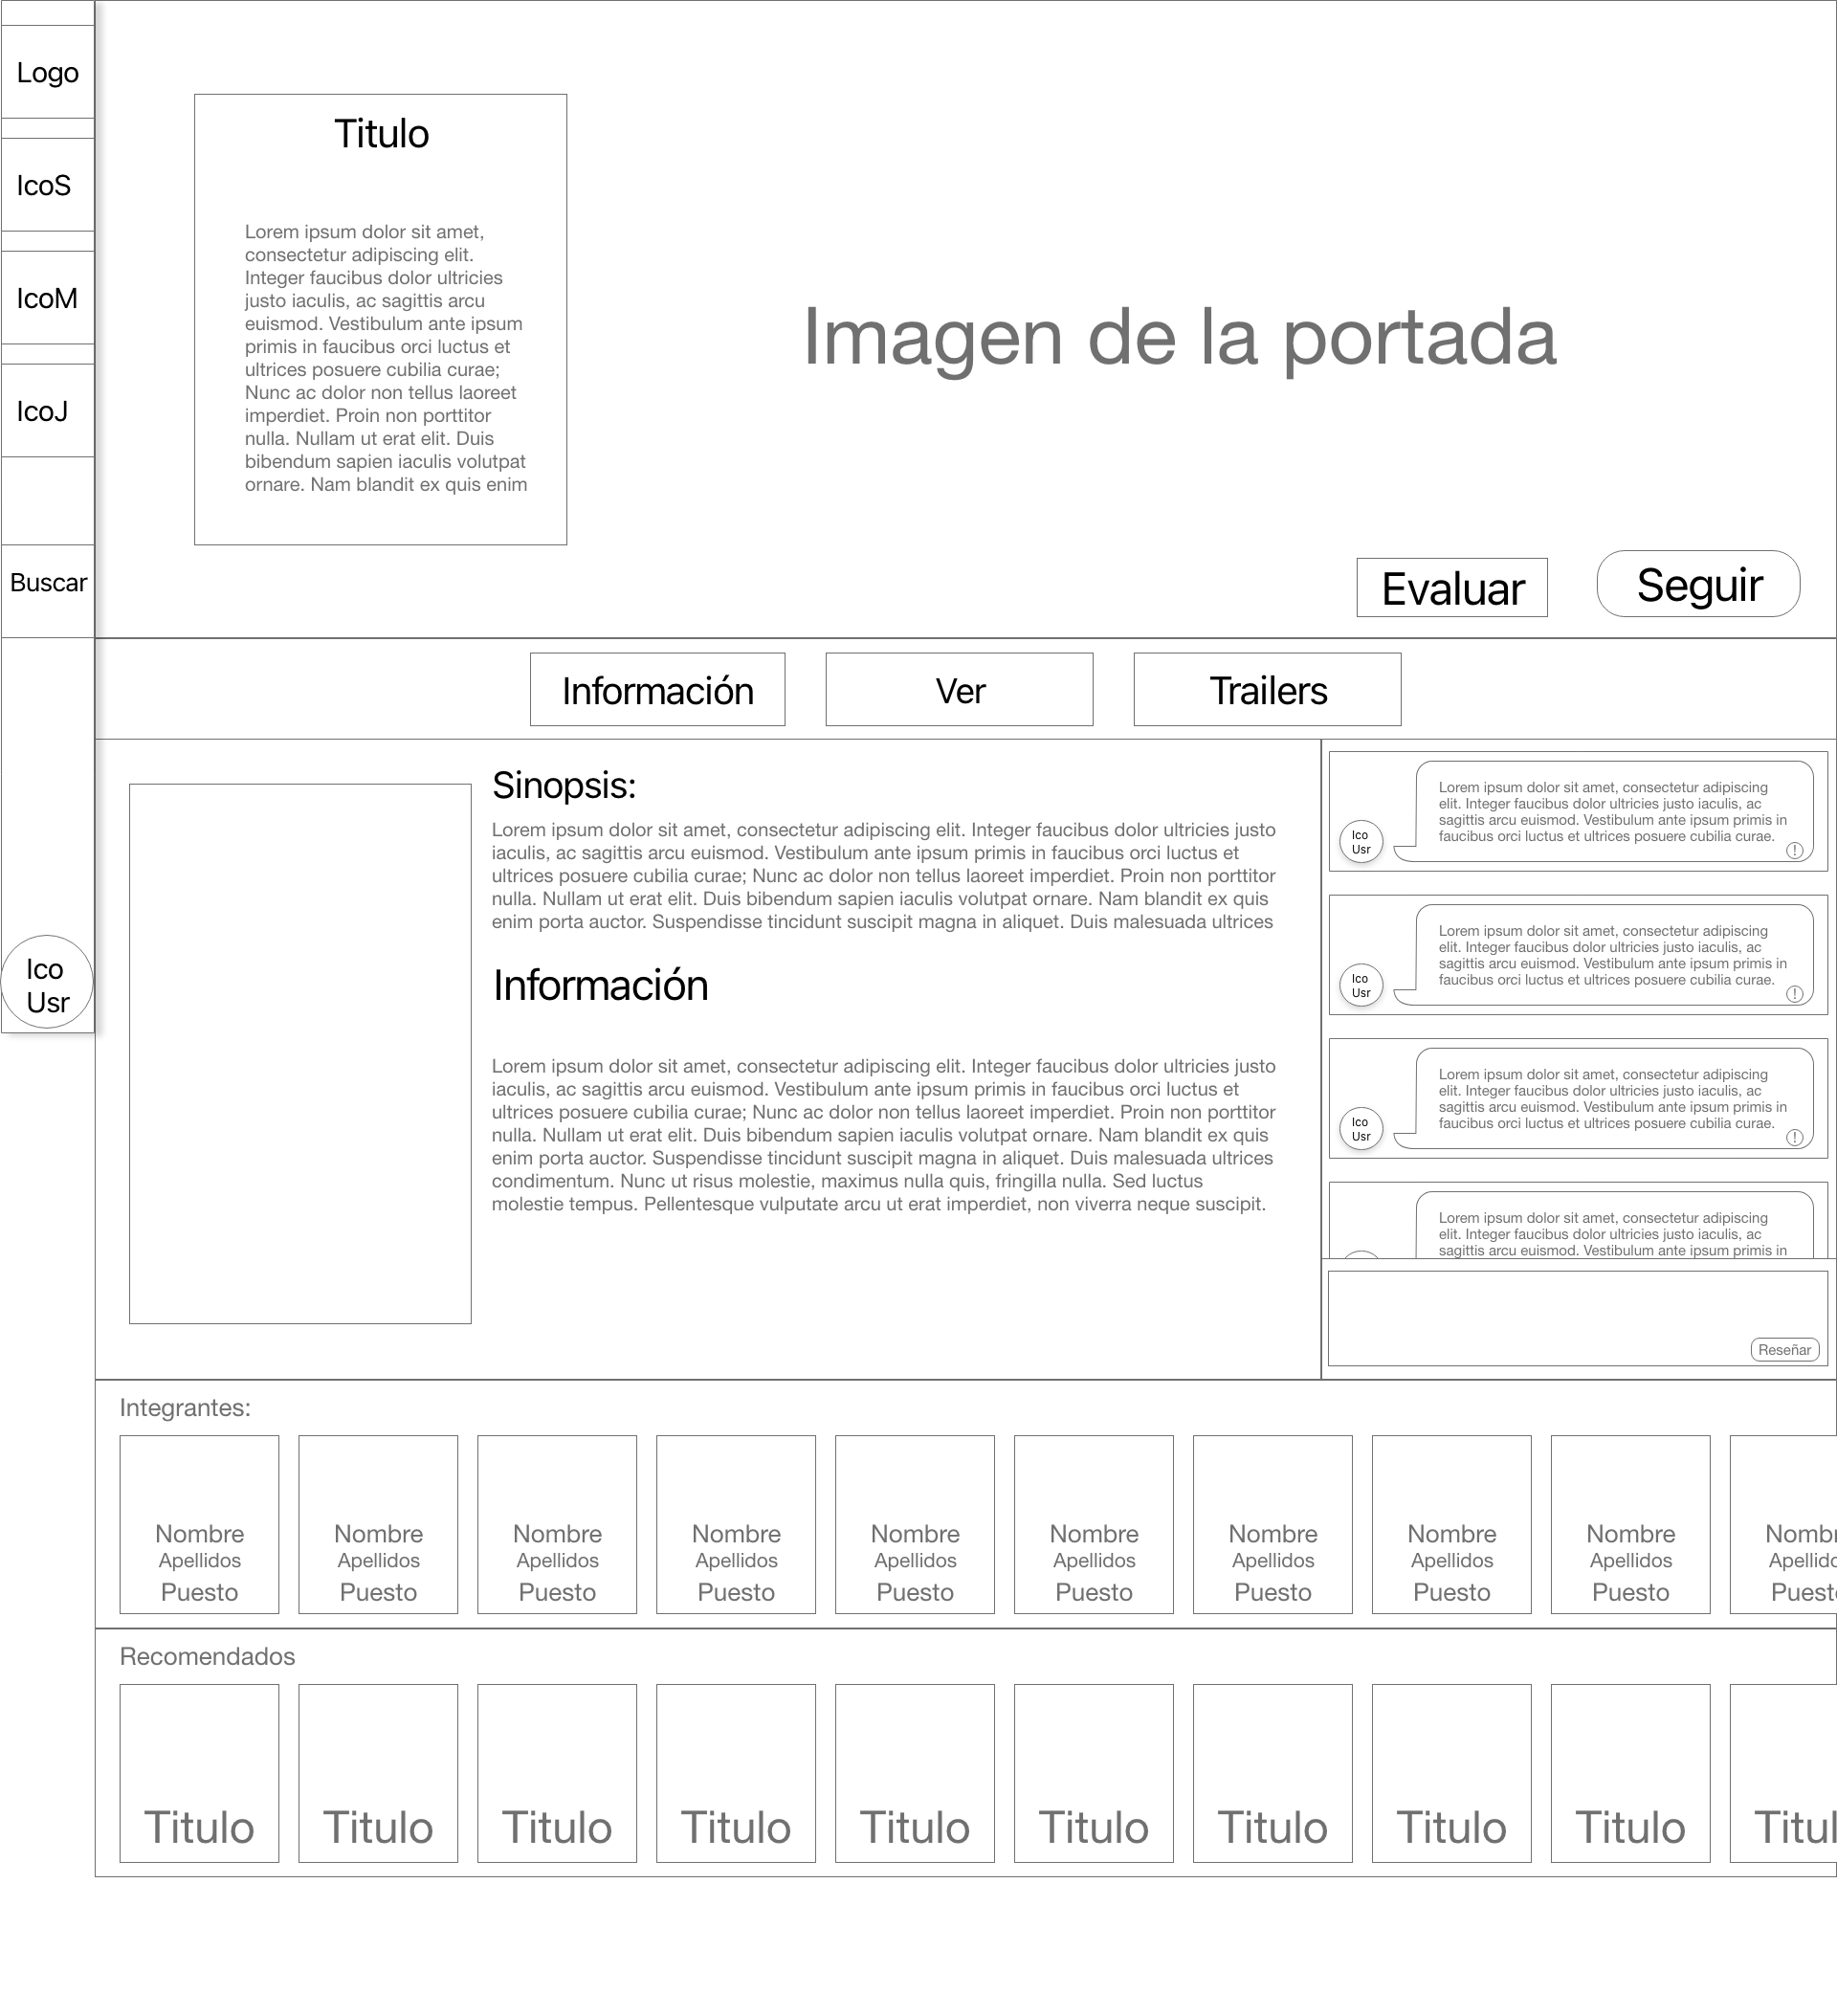 Logo
IcoS
IcoM
IcoJ
Buscar
Ico
Usr
Titulo
Lorem ipsum dolor sit amet,
consectetur adipiscing elit.
Integer faucibus dolor ultricies
justo iaculis, ac sagittis arcu
euismod. Vestibulum ante ipsum
primis in faucibus orci luctus et
ultrices posuere cubilia curae;
Nunc ac dolor non tellus laoreet
imperdiet. Proin non porttitor
nulla. Nullam ut erat elit. Duis
bibendum sapien iaculis volutpat
ornare. Nam blandit ex quis enim
Imagen de la portada
Evaluar
Seguir
Información
Ver
Trailers
Sinopsis:
Lorem ipsum dolor sit amet, consectetur adipiscing elit. Integer faucibus dolor ultricies justo
iaculis, ac sagittis arcu euismod. Vestibulum ante ipsum primis in faucibus orci luctus et
ultrices posuere cubilia curae; Nunc ac dolor non tellus laoreet imperdiet. Proin non porttitor
nulla. Nullam ut erat elit. Duis bibendum sapien iaculis volutpat ornare. Nam blandit ex quis
enim porta auctor. Suspendisse tincidunt suscipit magna in aliquet. Duis malesuada ultrices
Información
Lorem ipsum dolor sit amet, consectetur adipiscing elit. Integer faucibus dolor ultricies justo
iaculis, ac sagittis arcu euismod. Vestibulum ante ipsum primis in faucibus orci luctus et
ultrices posuere cubilia curae; Nunc ac dolor non tellus laoreet imperdiet. Proin non porttitor
nulla. Nullam ut erat elit. Duis bibendum sapien iaculis volutpat ornare. Nam blandit ex quis
enim porta auctor. Suspendisse tincidunt suscipit magna in aliquet. Duis malesuada ultrices
condimentum. Nunc ut risus molestie, maximus nulla quis, fringilla nulla. Sed luctus
molestie tempus. Pellentesque vulputate arcu ut erat imperdiet, non viverra neque suscipit.
Lorem ipsum dolor sit amet, consectetur adipiscing
elit. Integer faucibus dolor ultricies justo iaculis, ac
sagittis arcu euismod. Vestibulum ante ipsum primis in
faucibus orci luctus et ultrices posuere cubilia curae.
Ico
Usr
!
Lorem ipsum dolor sit amet, consectetur adipiscing
elit. Integer faucibus dolor ultricies justo iaculis, ac
sagittis arcu euismod. Vestibulum ante ipsum primis in
faucibus orci luctus et ultrices posuere cubilia curae.
Ico
Usr
!
Lorem ipsum dolor sit amet, consectetur adipiscing
elit. Integer faucibus dolor ultricies justo iaculis, ac
sagittis arcu euismod. Vestibulum ante ipsum primis in
faucibus orci luctus et ultrices posuere cubilia curae.
Ico
Usr
!
Lorem ipsum dolor sit amet, consectetur adipiscing
elit. Integer faucibus dolor ultricies justo iaculis, ac
sagittis arcu euismod. Vestibulum ante ipsum primis in
Reseñar
Integrantes:
Nombre Nombre Nombre Nombre Nombre Nombre Nombre Nombre Nombre
Apellidos Apellidos Apellidos Apellidos Apellidos Apellidos Apellidos Apellidos Apellidos
Puesto Puesto Puesto Puesto Puesto Puesto Puesto Puesto Puesto
Recomendados
Titulo Titulo Titulo Titulo Titulo Titulo Titulo Titulo Titulo